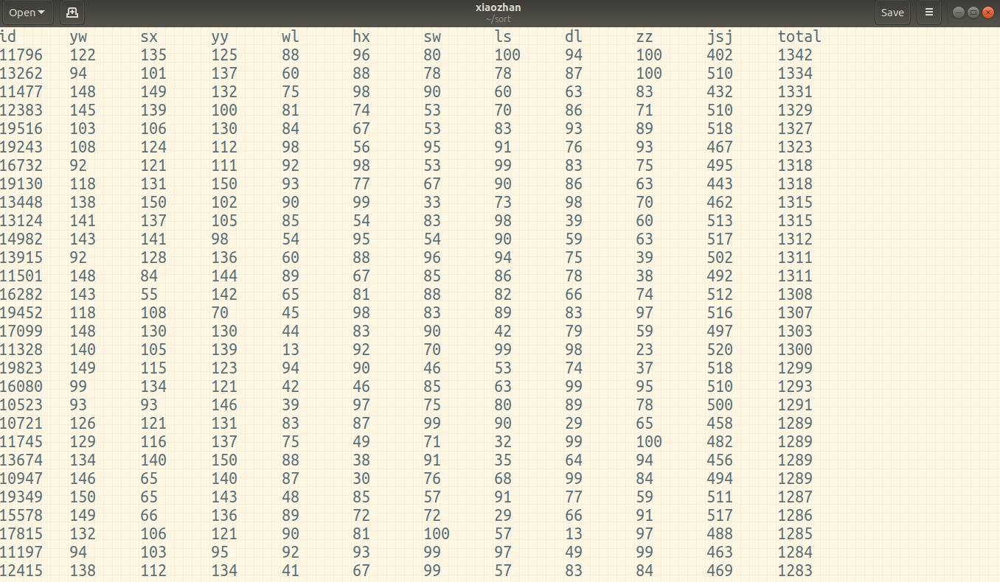 Open xiaozhan Save
~/sort
id yw sx yy wl hx sw ls dl zz jsj total
11796 122 135 125 88 96 80 100 94 100 402 1342
13262 94 101 137 60 88 78 78 87 100 510 1334
11477 148 149 132 75 98 90 60 63 83 432 1331
12383 145 139 100 81 74 53 70 86 71 510 1329
19516 103 106 130 84 67 53 83 93 89 518 1327
19243 108 124 112 98 56 95 91 76 93 467 1323
16732 92 121 111 92 98 53 99 83 75 495 1318
19130 118 131 150 93 77 67 90 86 63 443 1318
13448 138 150 102 90 99 33 73 98 70 462 1315
13124 141 137 105 85 54 83 98 39 60 513 1315
14982 143 141 98 54 95 54 90 59 63 517 1312
13915 92 128 136 60 88 96 94 75 39 502 1311
11501 148 84 144 89 67 85 86 78 38 492 1311
16282 143 55 142 65 81 88 82 66 74 512 1308
19452 118 108 70 45 98 83 89 83 97 516 1307
17099 148 130 130 44 83 90 42 79 59 497 1303
11328 140 105 139 13 92 70 99 98 23 520 1300
19823 149 115 123 94 90 46 53 74 37 518 1299
16080 99 134 121 42 46 85 63 99 95 510 1293
10523 93 93 146 39 97 75 80 89 78 500 1291
10721 126 121 131 83 87 99 90 29 65 458 1289
11745 129 116 137 75 49 71 32 99 100 482 1289
13674 134 140 150 88 38 91 35 64 94 456 1289
10947 146 65 140 87 30 76 68 99 84 494 1289
19349 150 65 143 48 85 57 91 77 59 511 1287
15578 149 66 136 89 72 72 29 66 91 517 1286
17815 132 106 121 90 81 100 57 13 97 488 1285
11197 94 103 95 92 93 99 97 49 99 463 1284
12415 138 112 134 41 67 99 57 83 84 469 1283